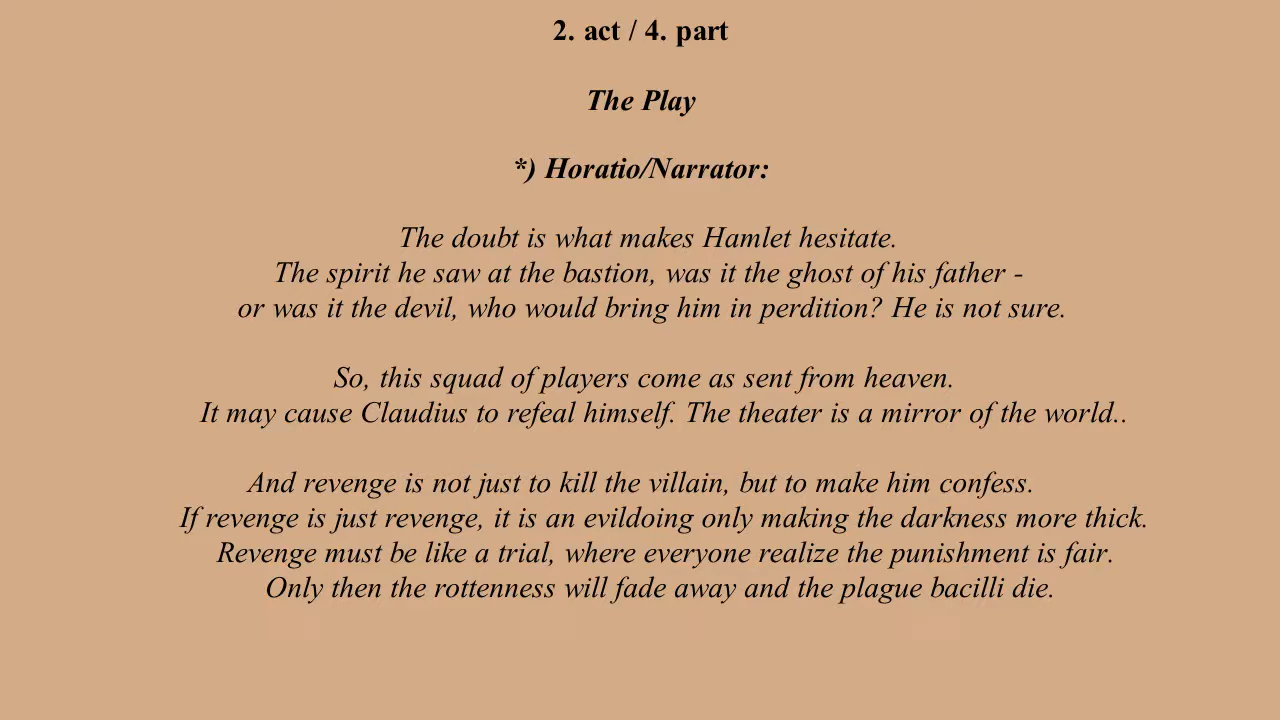 2. act / 4. part
The Play
*) Horatio/Narrator:
The doubt is what makes Hamlet hesitate.
The spirit he saw at the bastion, was it the ghost of his father -
or was it the devil, who would bring him in perdition? He is not sure.
So, this squad of players come as sent from heaven.
It may cause Claudius to refeal himself. The theater is a mirror of the world..
And revenge is not just to kill the villain, but to make him confess.
If revenge is just revenge, it is an evildoing only making the darkness more thick.
Revenge must be like a trial, where everyone realize the punishment is fair.
Only then the rottenness will fade away and the plague bacilli die.